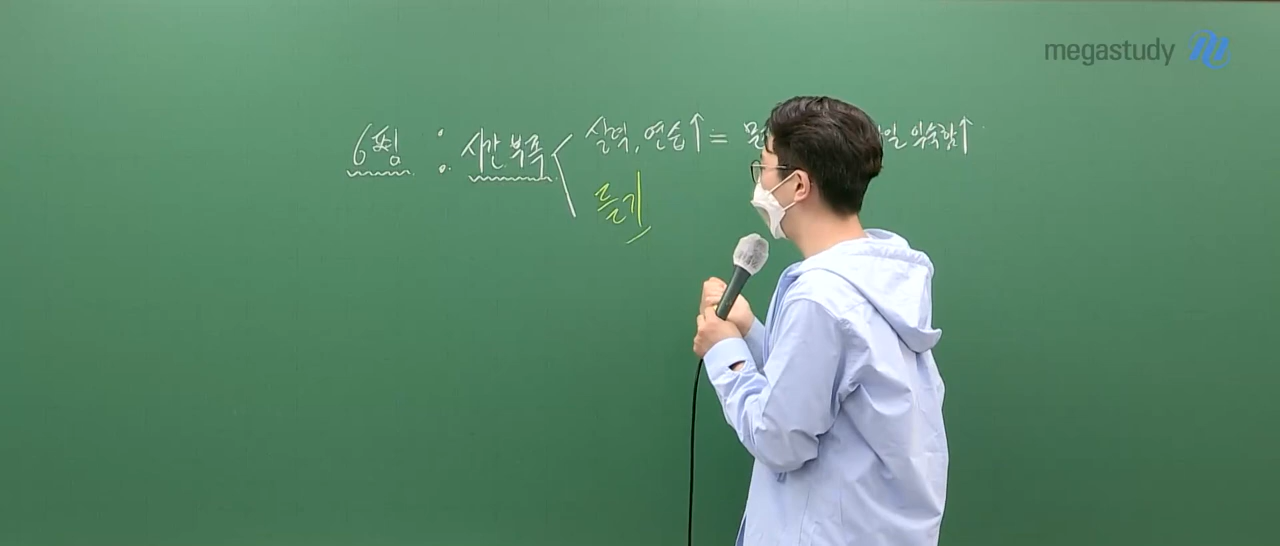 megastudy
6평 : 시간 부족 < 실력, 연습↑ = 익숙함↑
듣기